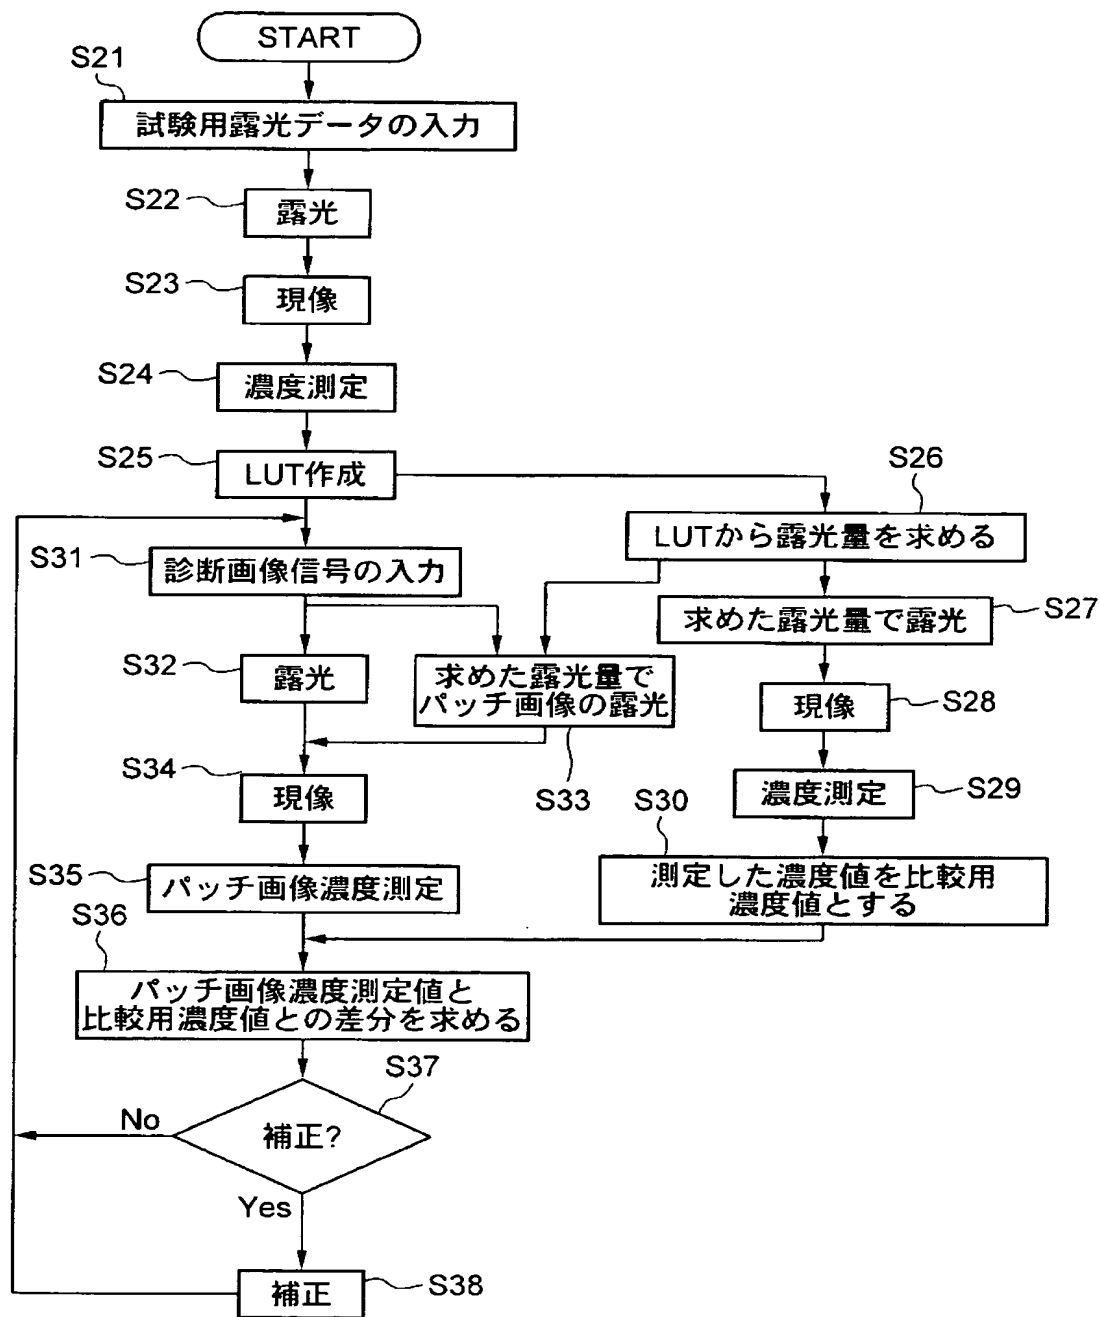 START
S21
試験用露光データの入力
S22
露光
S23
現像
S24
濃度測定
S25
LUT作成
S26
LUTから露光量を求める
S31
診断画像信号の入力
S27
求めた露光量で露光
S32
露光
求めた露光量で
パッチ画像の露光
S33
S28
現像
S34
現像
S29
濃度測定
S30
測定した濃度値を比較用
濃度値とする
S35
パッチ画像濃度測定
S36
パッチ画像濃度測定値と
比較用濃度値との差分を求める
S37
補正?
No
Yes
S38
補正